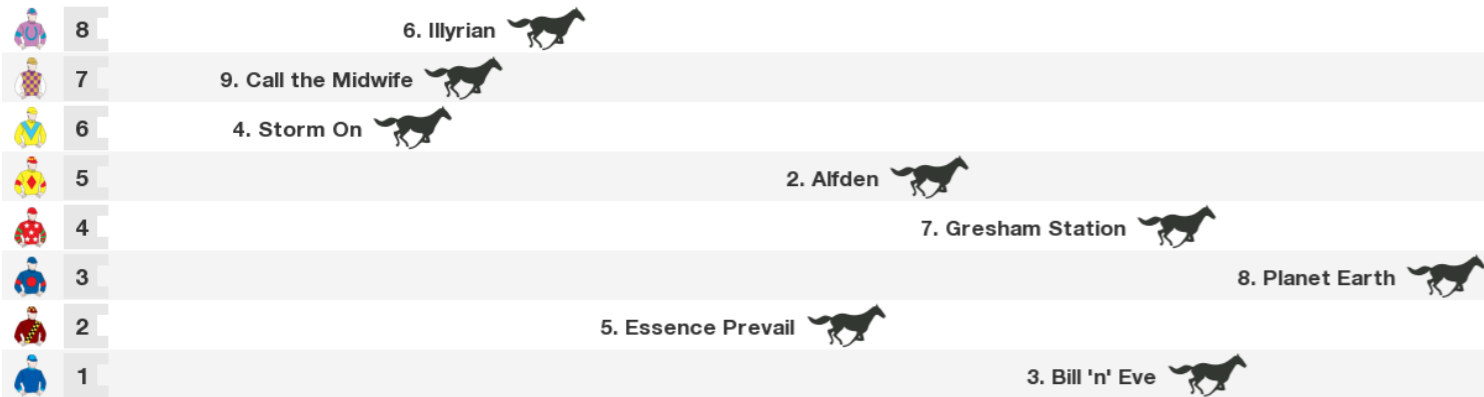 8 6. Illyrian
7 9. Call the Midwife
6 4. Storm On
5 2. Alfden
4 7. Gresham Station
3 8. Planet Earth
2 5. Essence Prevail
1 3. Bill 'n' Eve